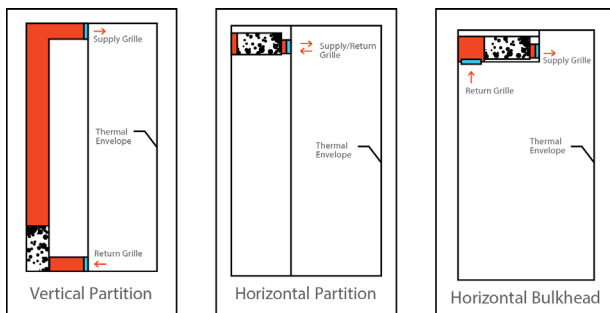 Supply Grille
Thermal
Envelope
Return Grille
Vertical Partition
Supply/Return
Grille
Thermal
Envelope
Horizontal Partition
Supply Grille
Return Grille
Thermal
Envelope
Horizontal Bulkhead